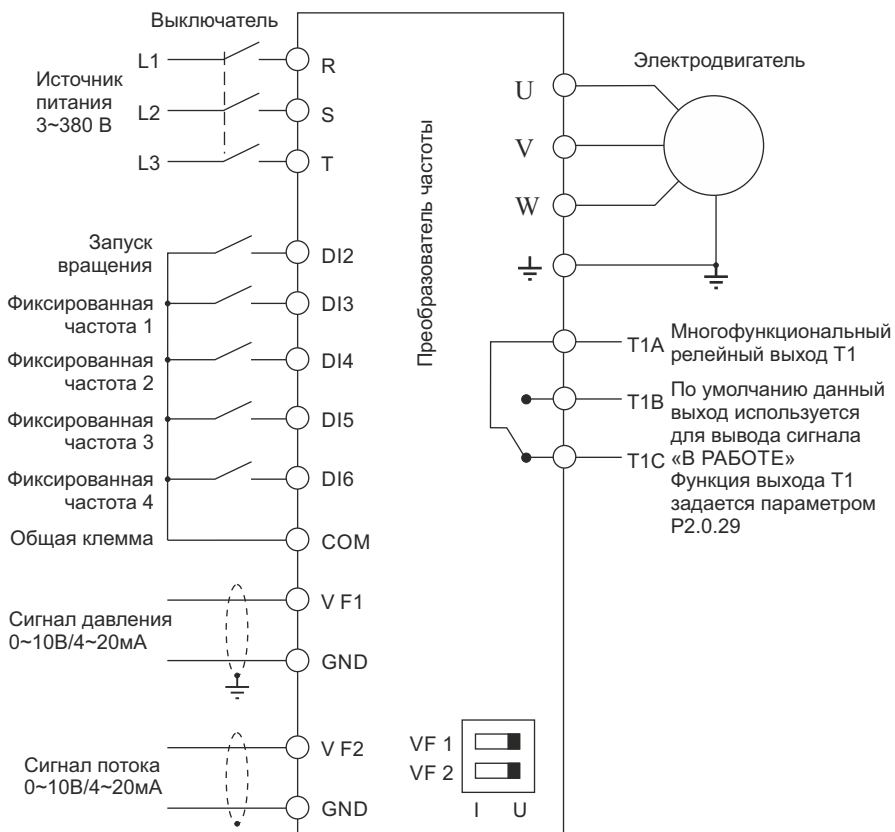 Выключатель
L1
R
Источник
питания
3~380 В
L2
S
L3
T
Преобразователь частоты
Электродвигатель
U
V
W
Запуск
вращения
DI2
Фиксированная
частота 1
DI3
Фиксированная
частота 2
DI4
Фиксированная
частота 3
DI5
Фиксированная
частота 4
DI6
Общая клемма
COM
T1A
Многофункциональный
релейный выход T1
T1B
По умолчанию данный
выход используется
для вывода сигнала
«В РАБОТЕ»
T1C
Функция выхода T1
задается параметром
P2.0.29
Сигнал давления
0~10В/4~20мА
V F1
GND
Сигнал потока
0~10В/4~20мА
V F2
GND
VF 1
VF 2
I U